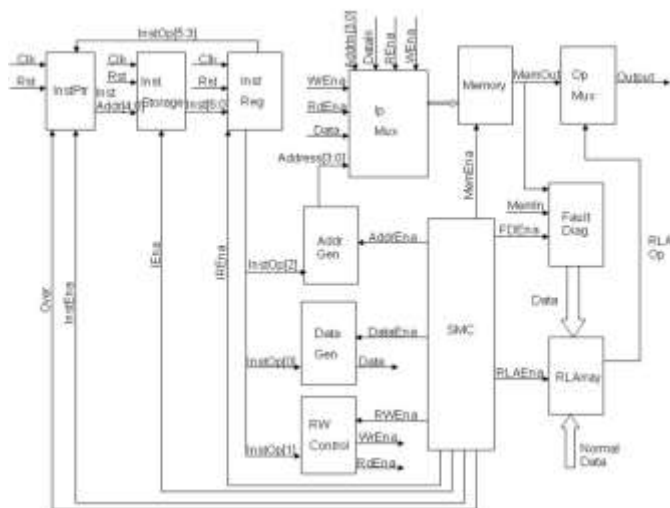 InstOp[5:3]
Clk
Rst
InstPtr
Inst
Addr[4:0]
Clk
Rst
Inst
Storage
Inst[5:0]
Clk
Rst
Inst
Reg
Addrin[3:0]
DataIn
REna
WEna
WrEna
RdEna
Data
Address[3:0]
Ip
Mux
Memory
MemOut
Op
Mux
Output
MemEna
MemIn
FDEna
Fault
Diag
RLA
Op
Addr
Gen
AddrEna
InstOp[2]
SMC
Data
Over
InstEna
IEna
IREna
Data
Gen
DataEna
Data
InstOp[0]
RLAEna
RLArray
RW
Control
RWEna
WrEna
RdEna
InstOp[1]
Normal
Data